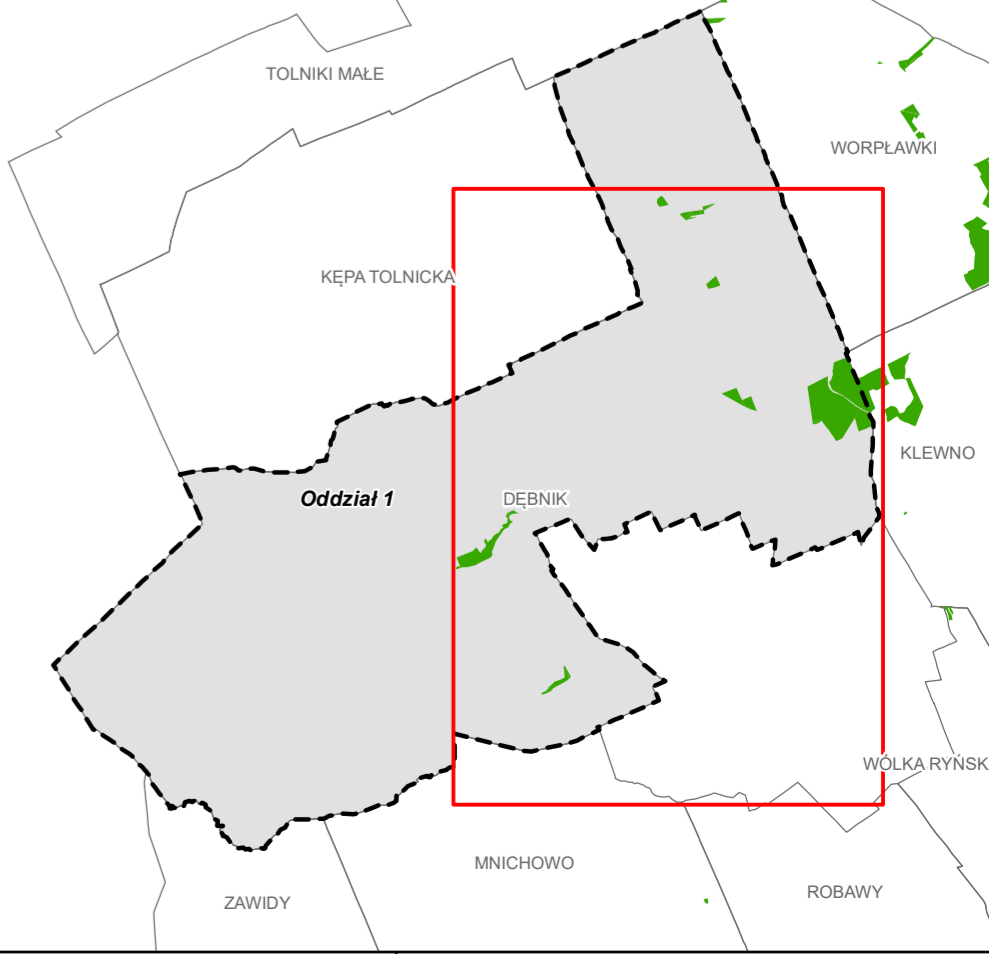 TOLNIKI MAŁE
WORPŁAWKI
KĘPA TOLNICKA
KLEWNO
Oddział 1
DĘBNIK
WÓLKA RYŃSK
MNICHOWO
ROBAWY
ZAWIDY